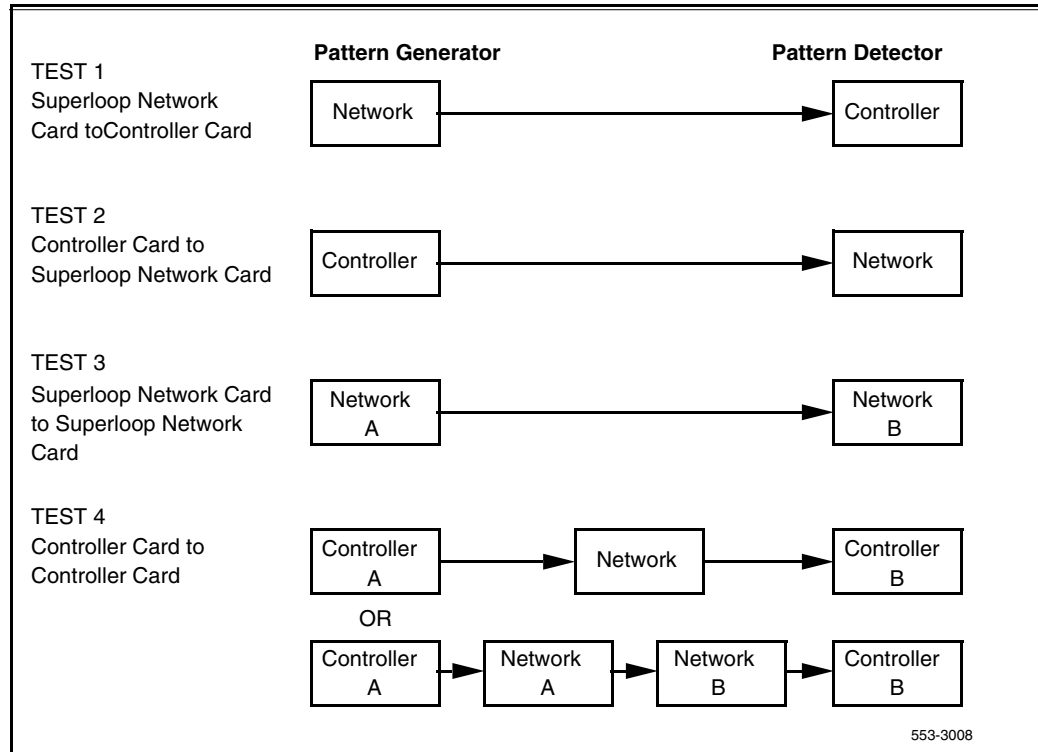 Pattern Generator
Pattern Detector
TEST 1
Superloop Network
Card toController Card
Network
Controller
TEST 2
Controller Card to
Superloop Network Card
Controller
Network
TEST 3
Superloop Network Card
to Superloop Network
Card
Network
A
Network
B
TEST 4
Controller Card to
Controller Card
Controller
A
Network
Controller
B
OR
Controller
A
Network
A
Network
B
Controller
B
553-3008